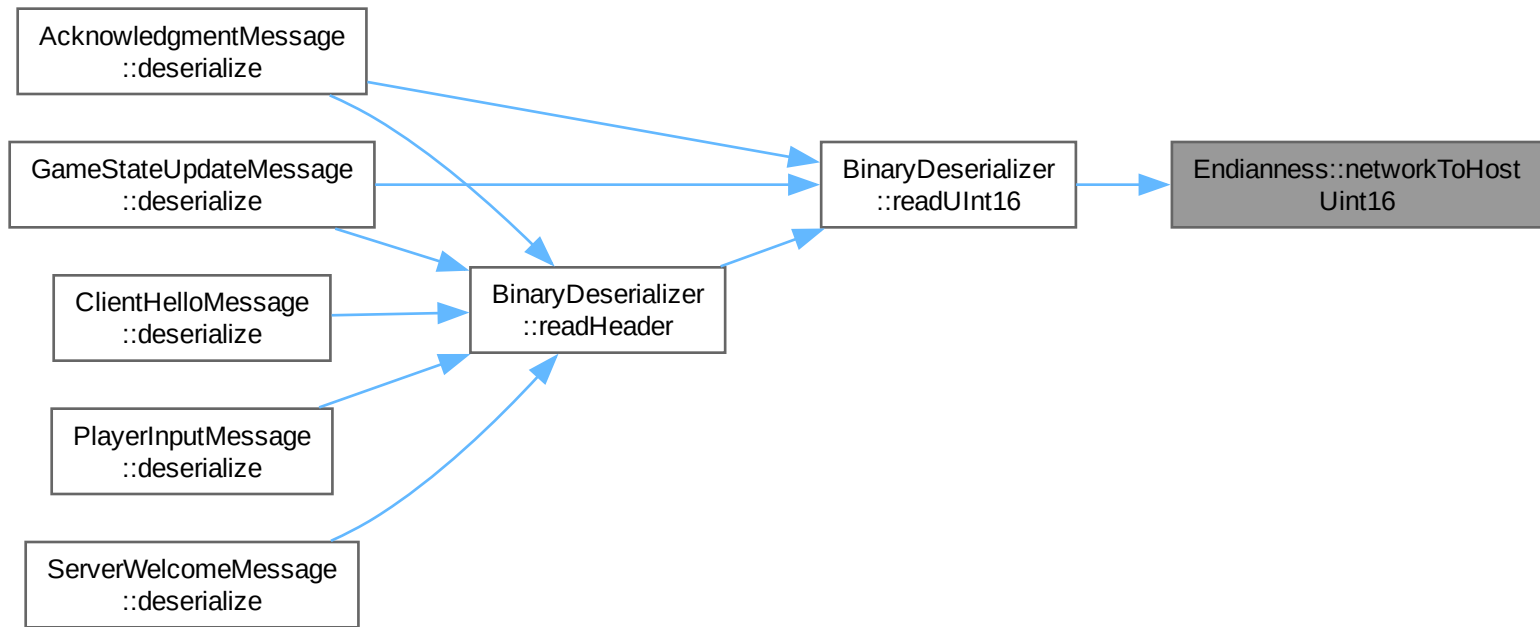 AcknowledgmentMessage
::deserialize
GameStateUpdateMessage
::deserialize
ClientHelloMessage
::deserialize
PlayerInputMessage
::deserialize
ServerWelcomeMessage
::deserialize
BinaryDeserializer
::readHeader
BinaryDeserializer
::readUInt16
Endianness::networkToHost
Uint16